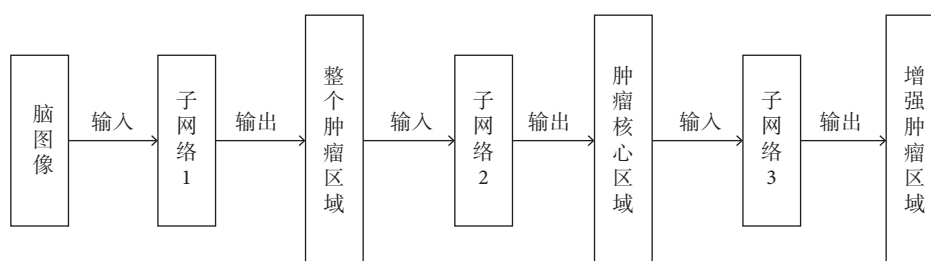 脑图像
输入
子网络1
输出
整个肿瘤区域
输入
子网络2
输出
肿瘤核心区域
输入
子网络3
输出
增强肿瘤区域